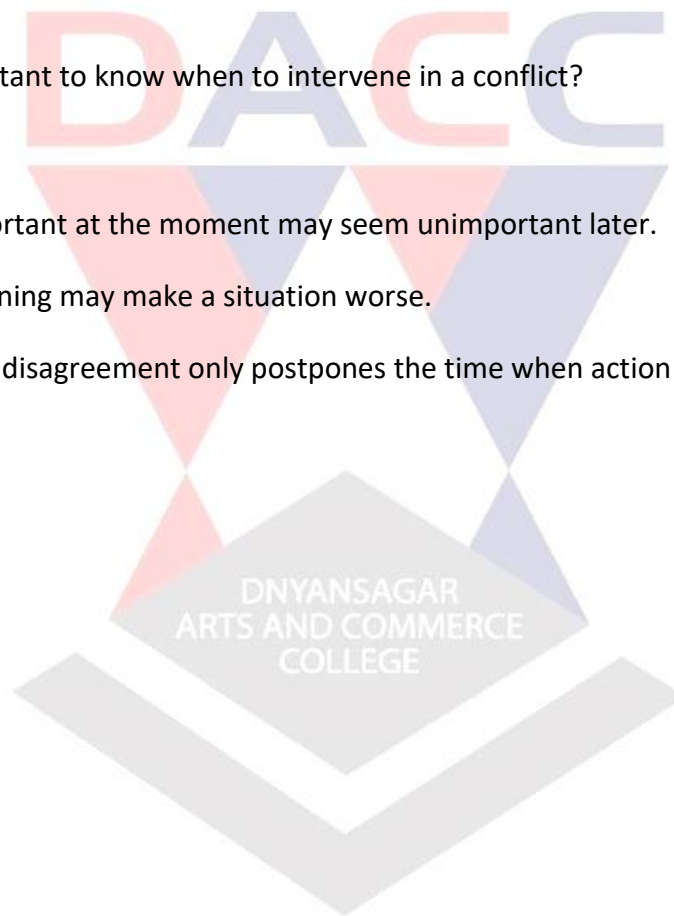 DACC
tant to know when to intervene in a conflict?
ortant at the moment may seem unimportant later.
ning may make a situation worse.
disagreement only postpones the time when action
DNYANSAGAR
ARTS AND COMMERCE
COLLEGE